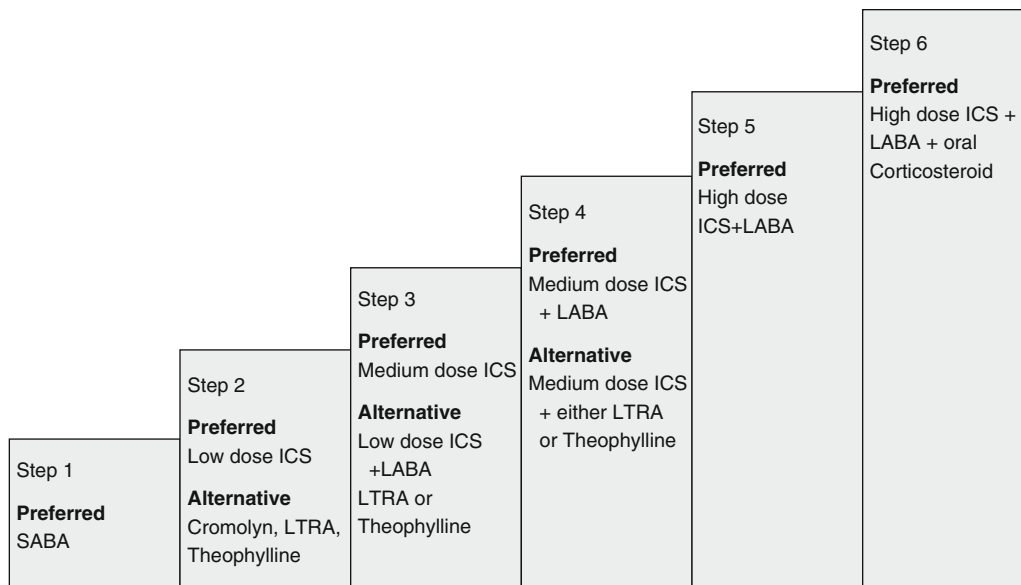 Step 1
Preferred
SABA
Step 2
Preferred
Low dose ICS
Alternative
Cromolyn, LTRA,
Theophylline
Step 3
Preferred
Medium dose ICS
Alternative
Low dose ICS
+LABA
LTRA or
Theophylline
Step 4
Preferred
Medium dose ICS
+ LABA
Alternative
Medium dose ICS
+ either LTRA
or Theophylline
Step 5
Preferred
High dose
ICS+LABA
Step 6
Preferred
High dose ICS +
LABA + oral
Corticosteroid